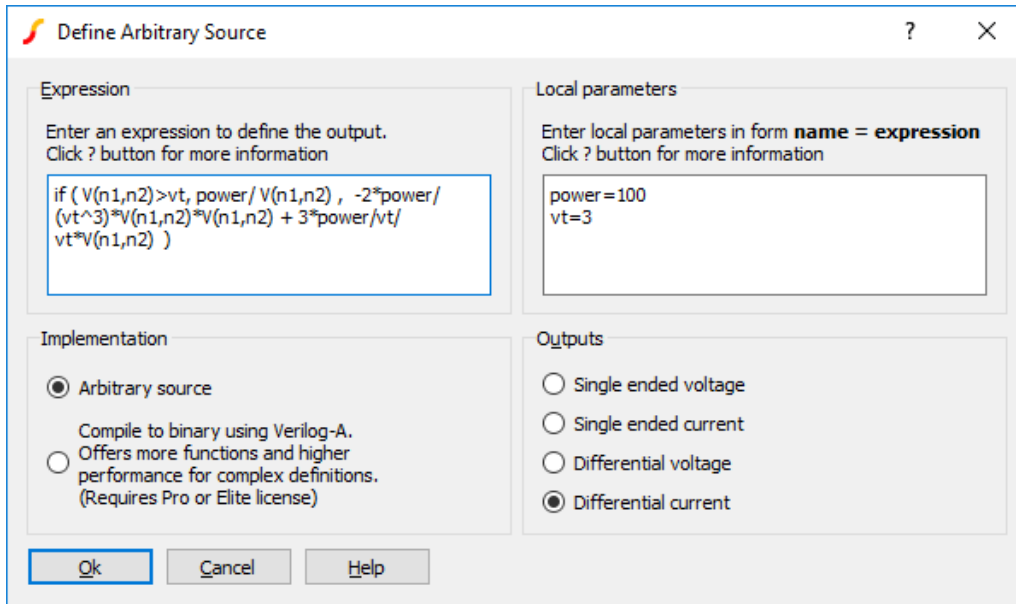 Define Arbitrary Source
?
Expression
Enter an expression to define the output.
Click ? button for more information
if ( V(n1,n2)>vt, power/ V(n1,n2) , -2*power/
(vt^3)*V(n1,n2)*V(n1,n2) + 3*power/vt/
vt*V(n1,n2) )
Local parameters
Enter local parameters in form name = expression
Click ? button for more information
power=100
vt=3
Implementation
Arbitrary source
Compile to binary using Verilog-A.
Offers more functions and higher
performance for complex definitions.
(Requires Pro or Elite license)
Outputs
Single ended voltage
Single ended current
Differential voltage
Differential current
Ok
Cancel
Help